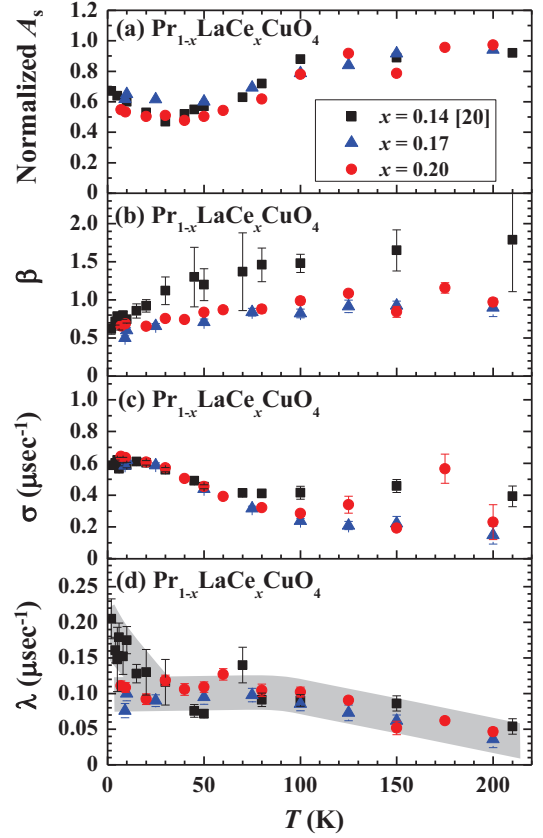 (a) Pr1-xLaCexCuO4
Normalized As
1.0
0.8
0.6
0.4
0.2
0.0
x = 0.14 [20]
x = 0.17
x = 0.20
(b) Pr1-xLaCexCuO4
β
2.0
1.5
1.0
0.5
0.0
(c) Pr1-xLaCexCuO4
σ (μsec-1)
0.8
0.6
0.4
0.2
0
(d) Pr1-xLaCexCuO4
λ (μsec-1)
0.25
0.20
0.15
0.10
0.05
0
0 50 100 150 200
T (K)